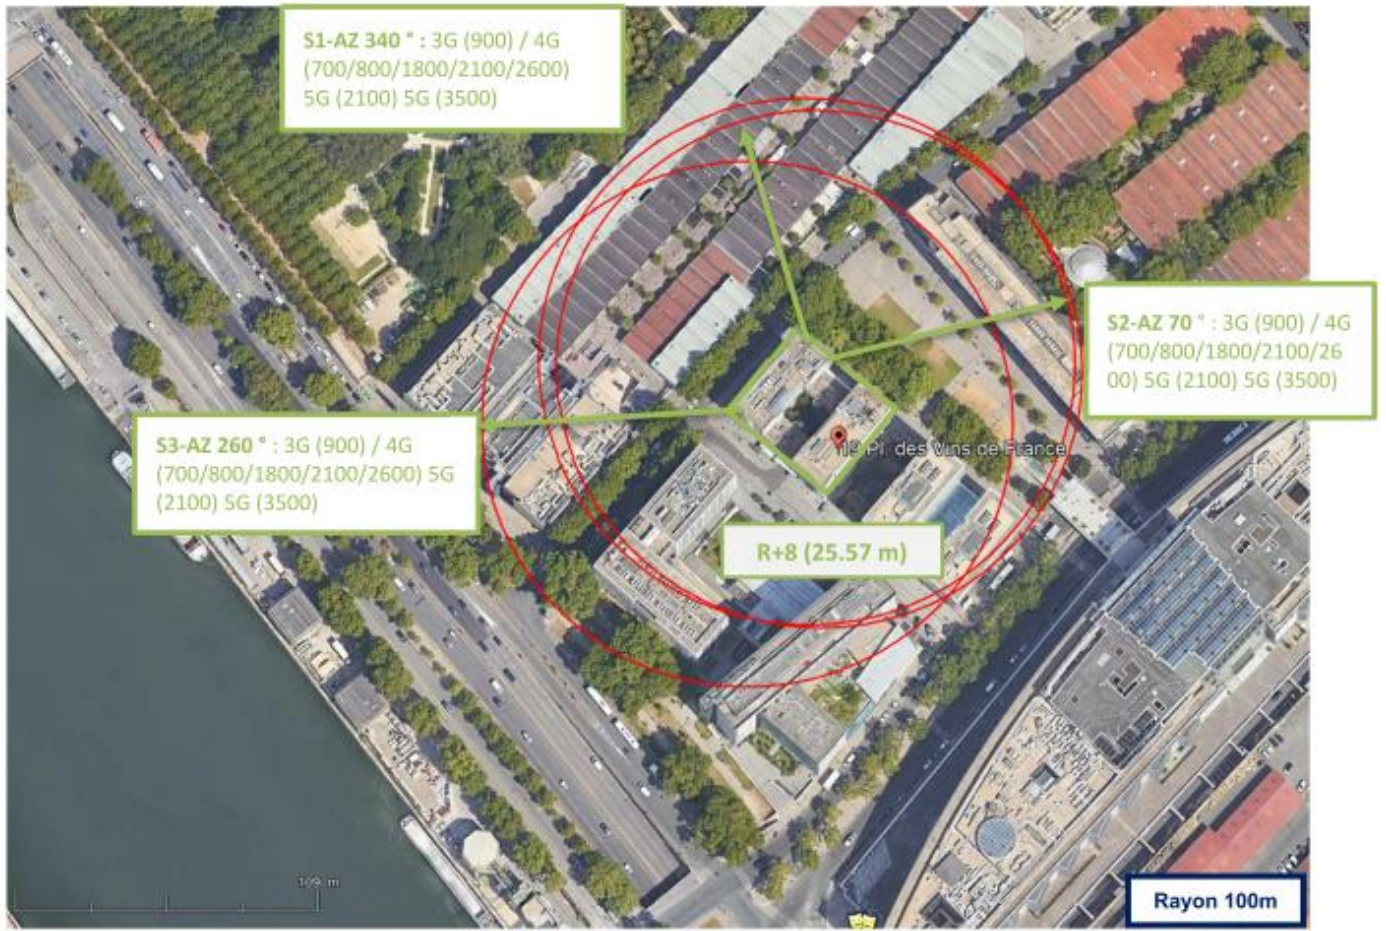 S1-AZ 340 ° : 3G (900) / 4G
(700/800/1800/2100/2600)
5G (2100) 5G (3500)
S2-AZ 70 ° : 3G (900) / 4G
(700/800/1800/2100/26
00) 5G (2100) 5G (3500)
S3-AZ 260 ° : 3G (900) / 4G
(700/800/1800/2100/2600) 5G
(2100) 5G (3500)
Pl. des Vins de France
R+8 (25.57 m)
109 m
Rayon 100m